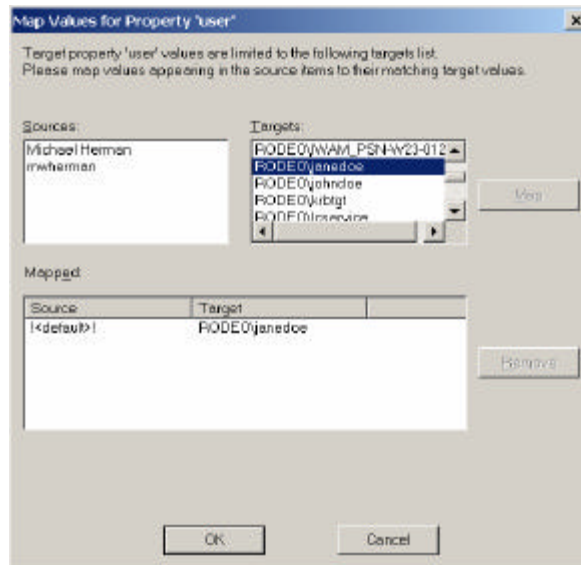 Map Values for Property 'user'
Target property 'user' values are limited to the following targets list.
Please map values appearing in the source items to their matching target values.
Sources:
Targets:
Michael Herman
mwherman
RODEO\IWAM_PSN-W23-012
RODEO\janedoe
RODEO\johndoe
RODEO\krbtgt
RODEO\lcservice
Map
Mapped:
Source
Target
!<default>!
RODEO\janedoe
Remove
OK
Cancel